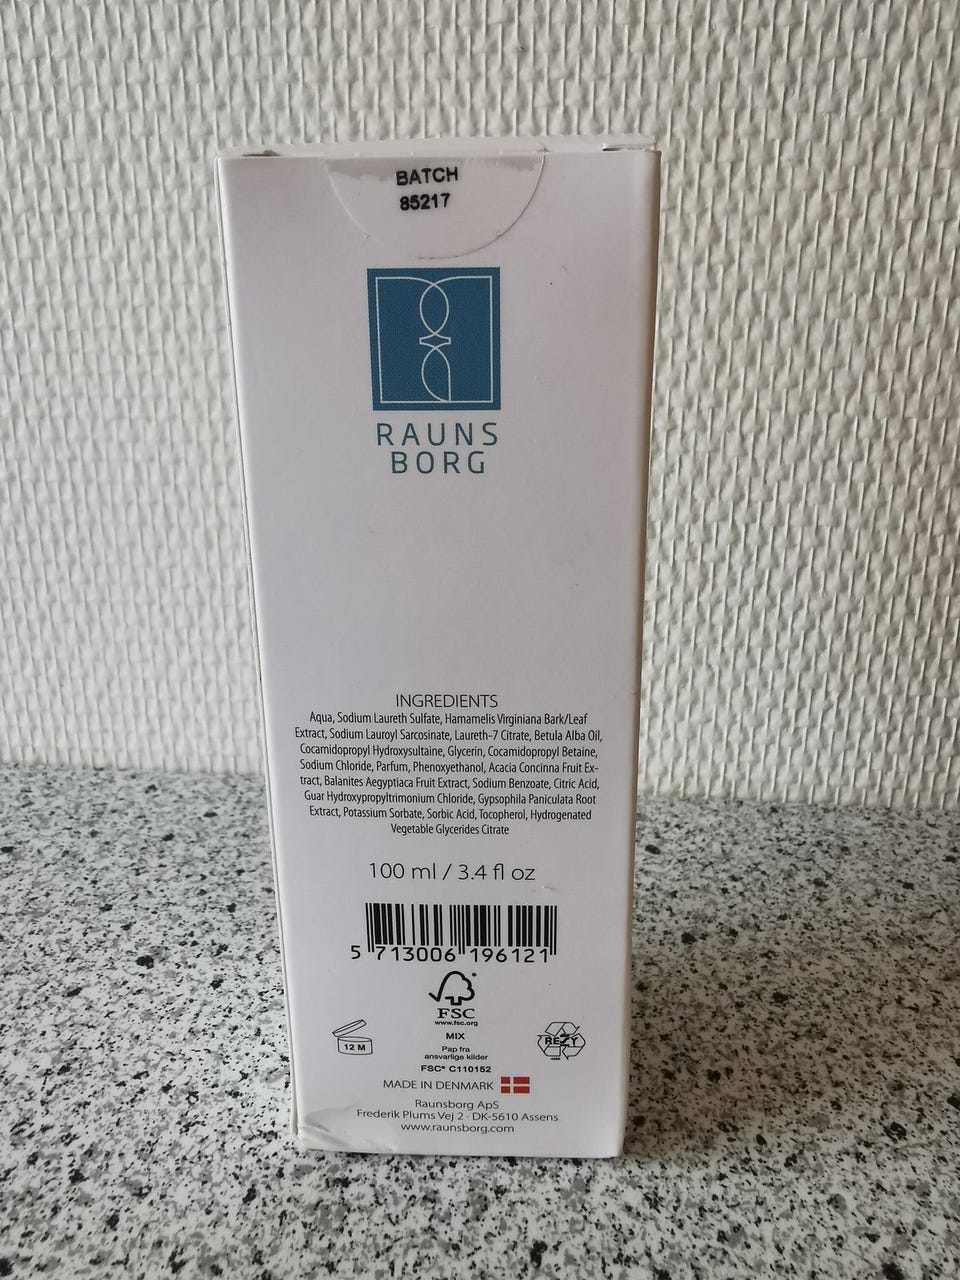 BATCH
85217
RAUNS
BORG
INGREDIENTS
Aqua, Sodium Laureth Sulfate, Hamamelis Virginiana Bark/Leaf
Extract, Sodium Lauroyl Sarcosinate, Laureth-7 Citrate, Betula Alba Oil,
Cocamidopropyl Hydroxysultaine, Glycerin, Cocamidopropyl Betaine,
Sodium Chloride, Parfum, Phenoxyethanol, Acacia Concinna Fruit Ex-
tract, Balanites Aegyptiaca Fruit Extract, Sodium Benzoate, Citric Acid,
Guar Hydroxypropyltrimonium Chloride, Gypsophila Paniculata Root
Extract, Potassium Sorbate, Sorbic Acid, Tocopherol, Hydrogenated
Vegetable Glycerides Citrate
100 ml / 3.4 fl oz
5 713006 196121
FSC
www.fsc.org
MIX
Pap fra
ansvarlige kilder
FSC® C110152
12 M
REZY
MADE IN DENMARK
Raunsborg ApS
Frederik Plums Vej 2 · DK-5610 Assens
www.raunsborg.com